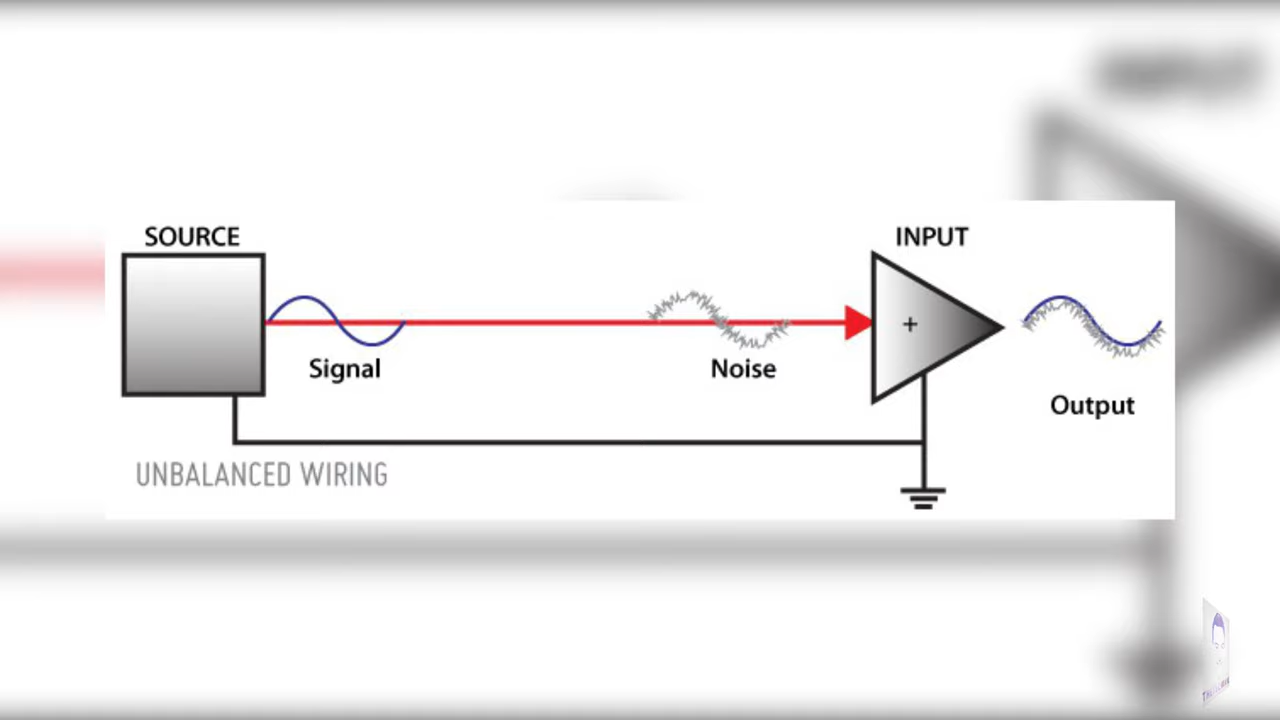 SOURCE
INPUT
+
Signal
Noise
Output
UNBALANCED WIRING